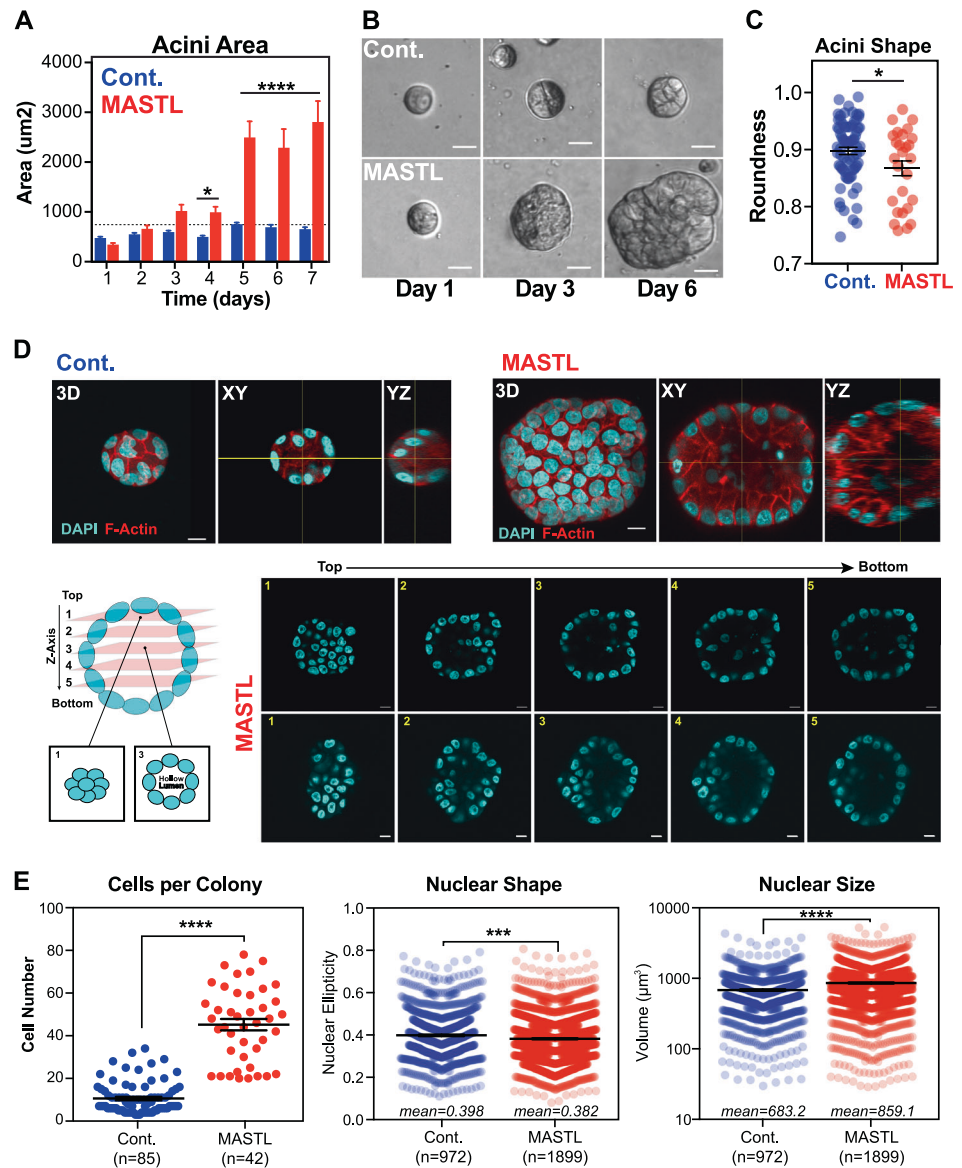 A
Acini Area
Cont.
MASTL
****
*
Area (um2)
4000
3000
2000
1000
0
1 2 3 4 5 6 7
Time (days)
B
Cont.
MASTL
Day 1 Day 3 Day 6
C
Acini Shape
*
Roundness
1.0
0.9
0.8
0.7
Cont. MASTL
D
Cont.
3D XY YZ
DAPI F-Actin
MASTL
3D XY YZ
DAPI F-Actin
Top
Z-Axis
1
2
3
4
5
Bottom
1
3
Hollow
Lumen
Top Bottom
MASTL
1 2 3 4 5
1 2 3 4 5
E
Cells per Colony
****
Cell Number
100
80
60
40
20
0
Cont. MASTL
(n=85) (n=42)
Nuclear Shape
***
Nuclear Ellipticity
1.0
0.8
0.6
0.4
0.2
0.0
mean=0.398 mean=0.382
Cont. MASTL
(n=972) (n=1899)
Nuclear Size
****
Volume (µm³)
10000
1000
100
10
mean=683.2 mean=859.1
Cont. MASTL
(n=972) (n=1899)